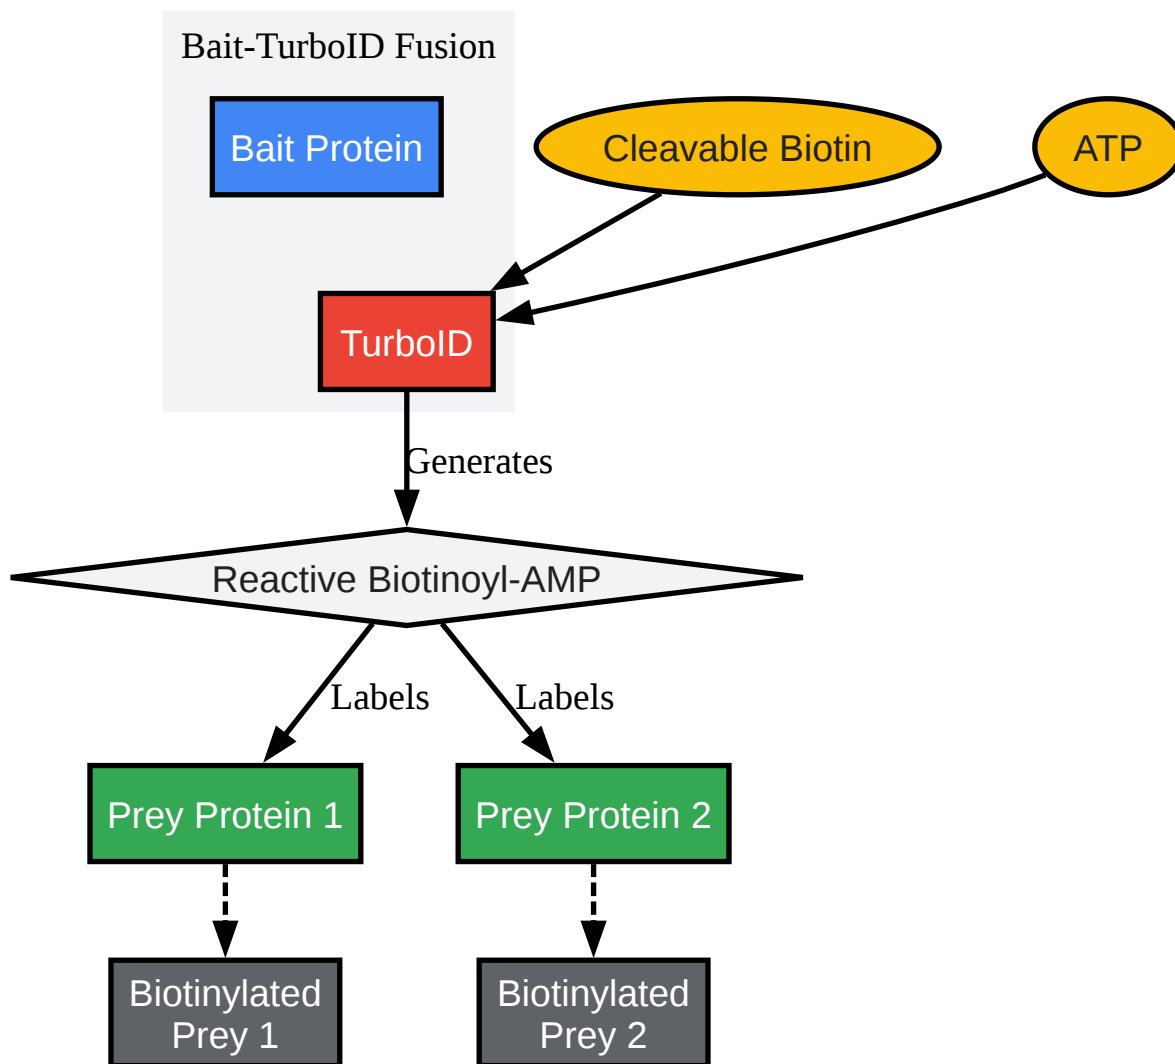 Bait-TurboID Fusion
Bait Protein
Cleavable Biotin
ATP
TurboID
Generates
Reactive Biotinoyl-AMP
Labels
Labels
Prey Protein 1
Prey Protein 2
Biotinylated
Prey 1
Biotinylated
Prey 2